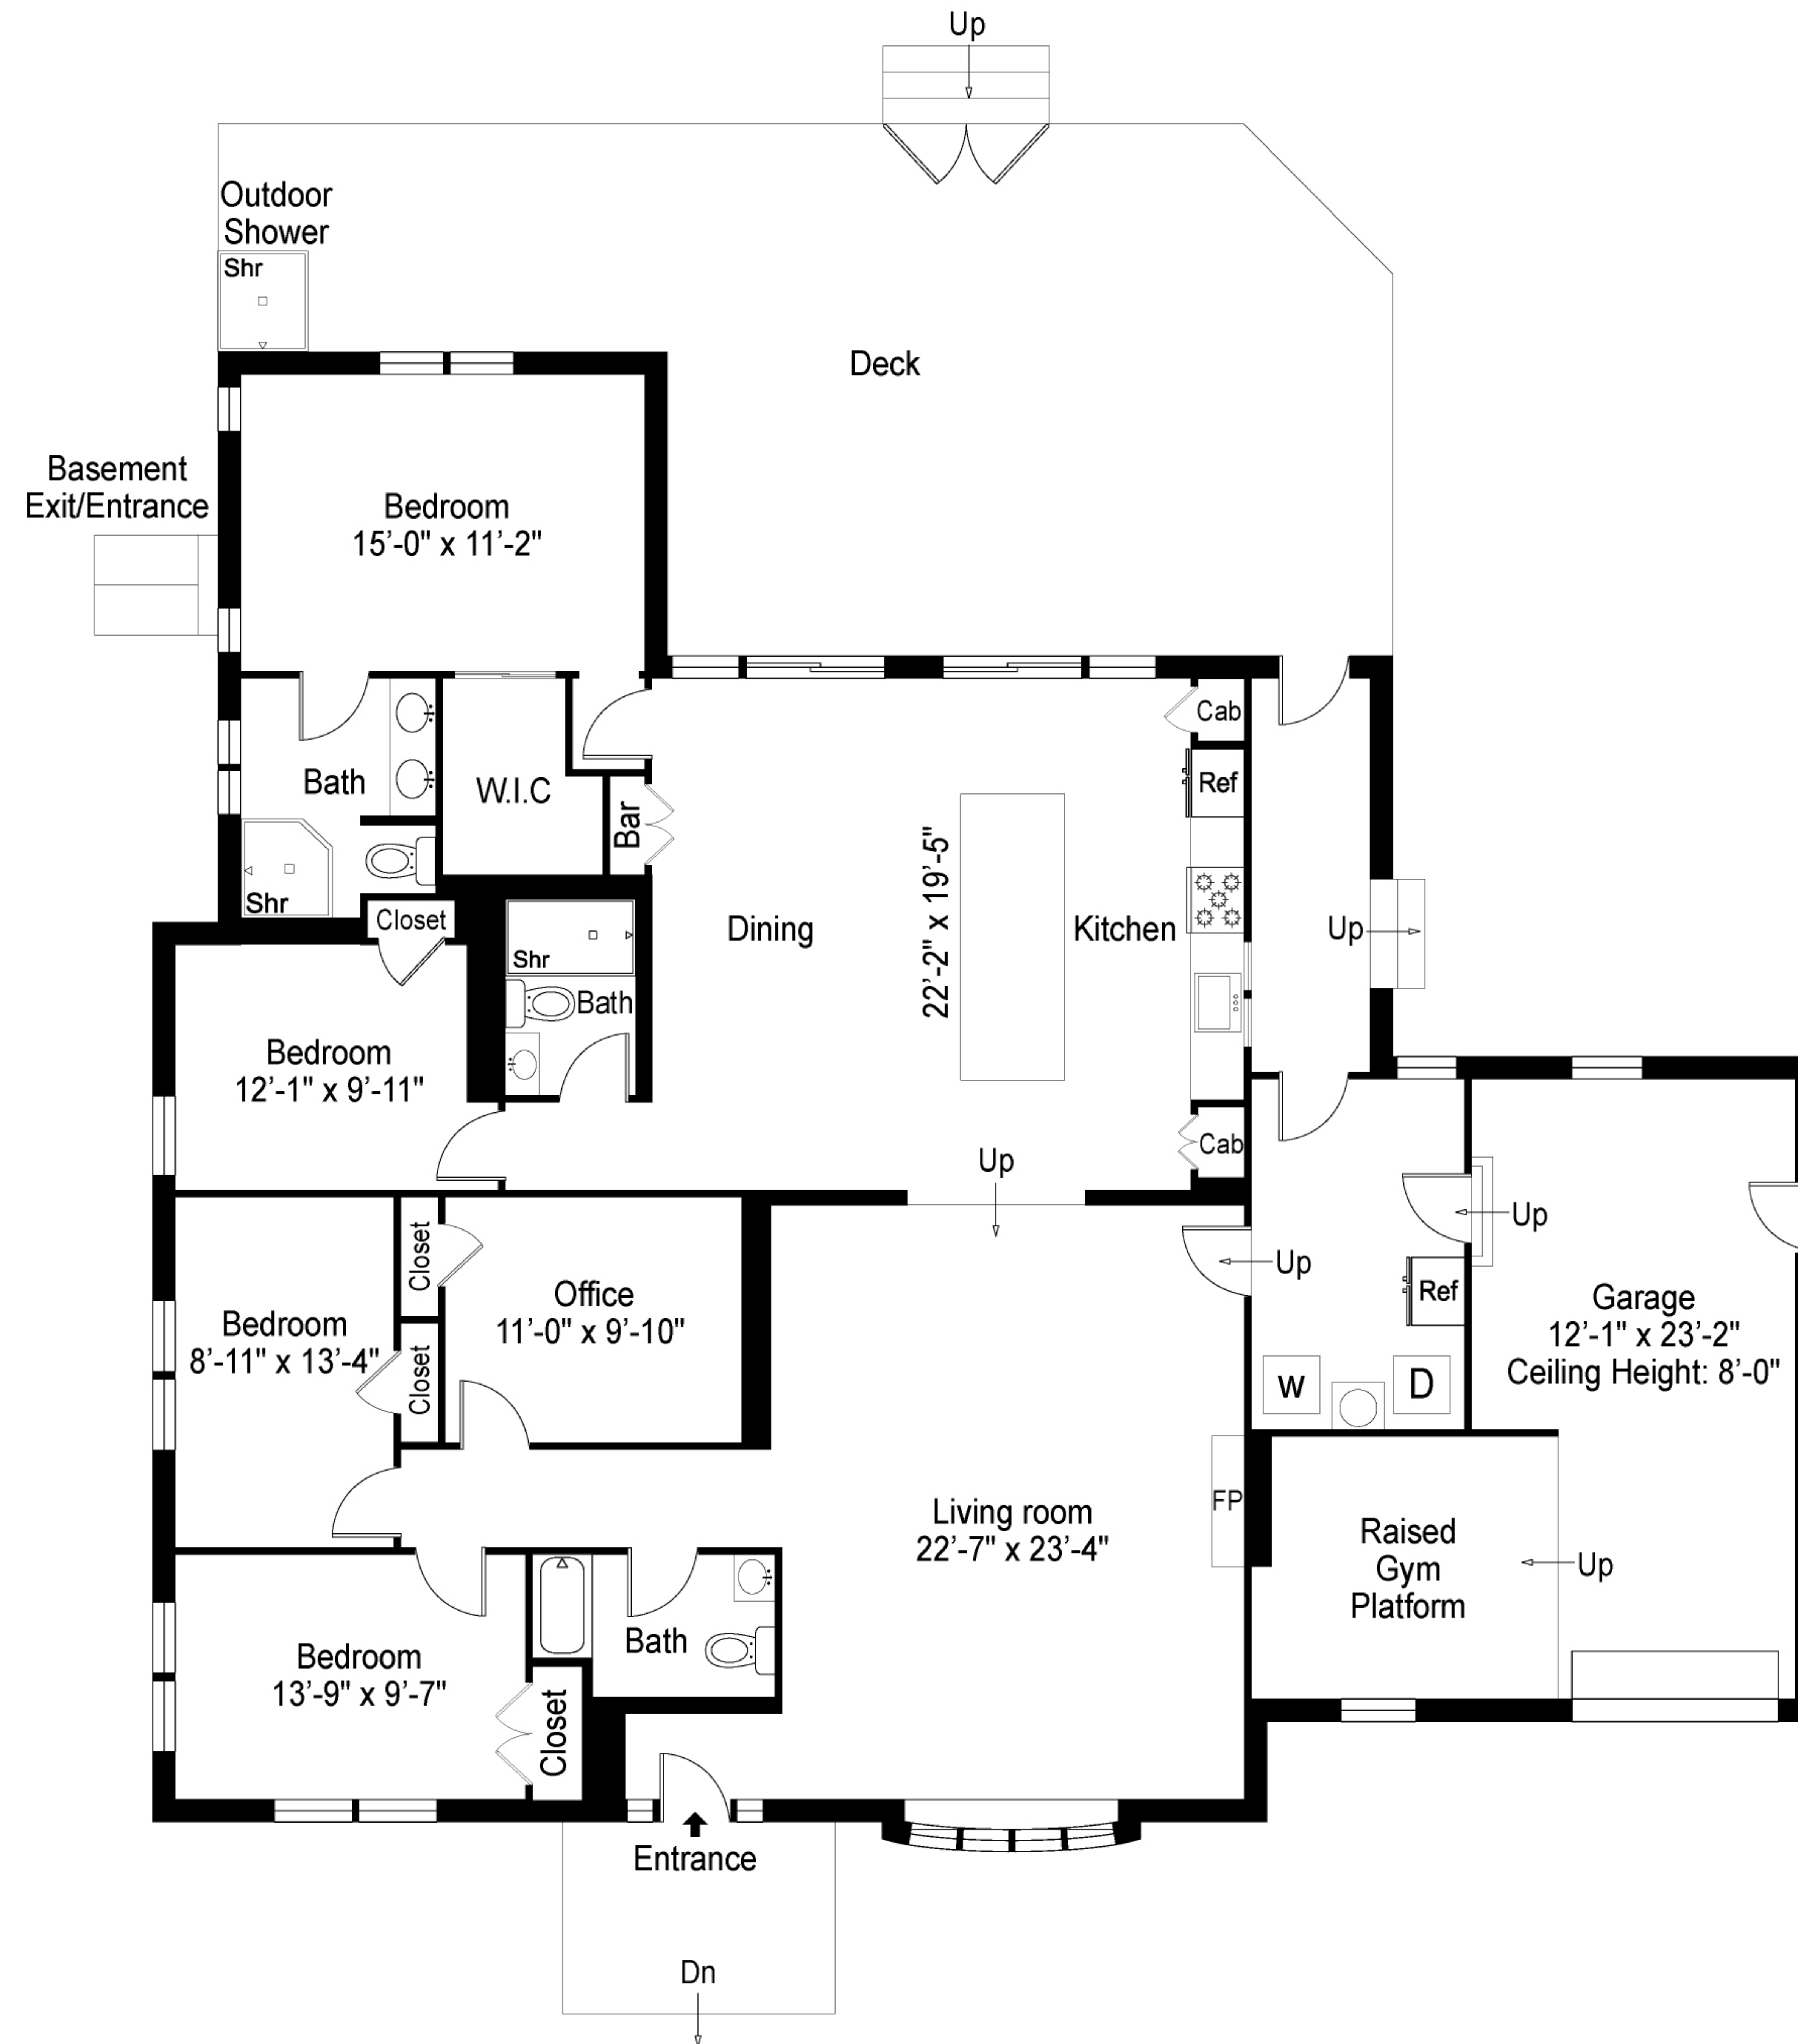 Up
Outdoor
Shower
Shr
Deck
Basement
Exit/Entrance
Bedroom
15'-0" x 11'-2"
Cab
Ref
Bath
W.I.C
Bar
Shr
Closet
Dining
22'-2" x 19'-5"
Kitchen
Up
Shr
Bath
Bedroom
12'-1" x 9'-11"
Cab
Up
Up
Up
Closet
Office
11'-0" x 9'-10"
Bedroom
8'-11" x 13'-4"
Closet
Ref
Garage
12'-1" x 23'-2"
Ceiling Height: 8'-0"
W
D
FP
Living room
22'-7" x 23'-4"
Raised
Gym
Platform
Up
Bath
Bedroom
13'-9" x 9'-7"
Closet
Entrance
Dn